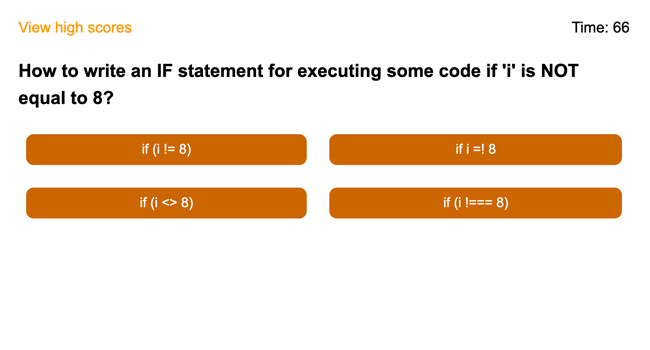 View high scores
Time: 66
How to write an IF statement for executing some code if 'i' is NOT
equal to 8?
if (i != 8)
if i =! 8
if (i <> 8)
if (i !=== 8)